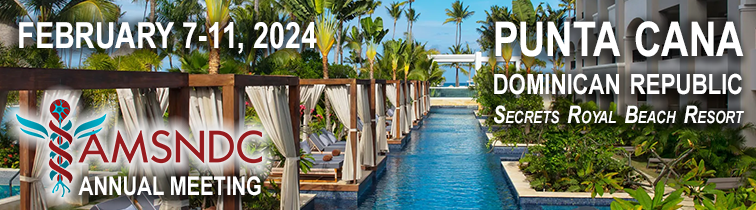 FEBRUARY 7-11, 2024
PUNTA CANA
DOMINICAN REPUBLIC
SECRETS ROYAL BEACH RESORT
AMSNDC
ANNUAL MEETING